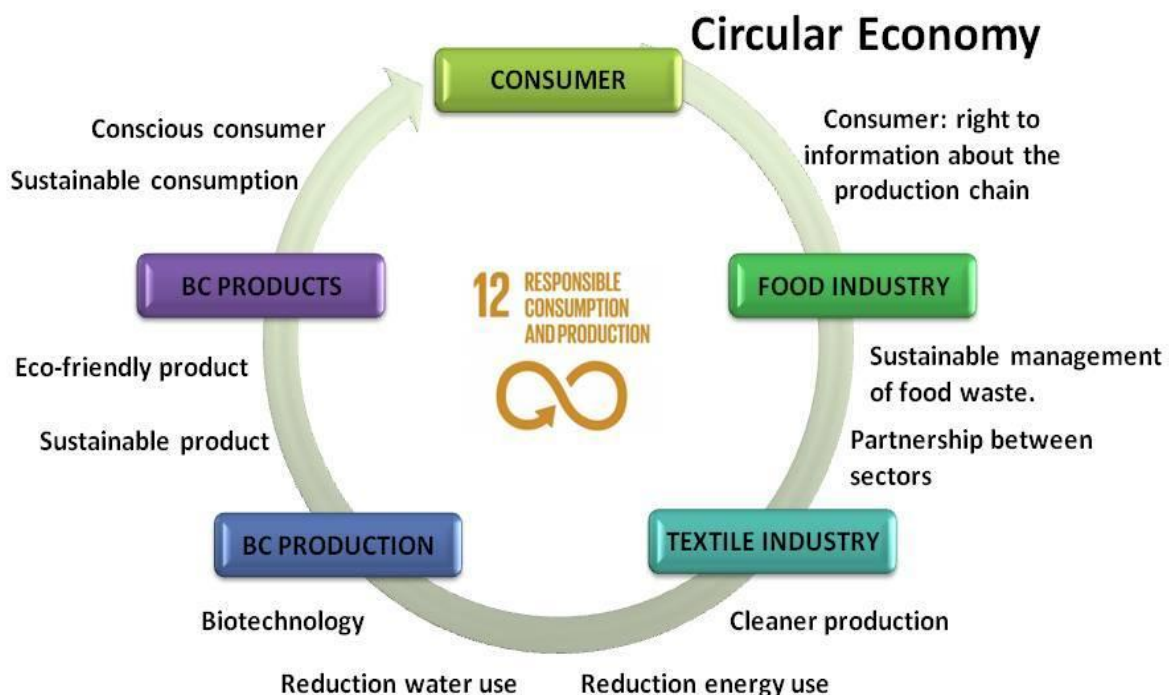 Circular Economy
CONSUMER
Consumer: right to
information about the
production chain
FOOD INDUSTRY
Sustainable management
of food waste.
Partnership between
sectors
TEXTILE INDUSTRY
Cleaner production
Reduction energy use
Reduction water use
Biotechnology
BC PRODUCTION
Sustainable product
Eco-friendly product
BC PRODUCTS
Sustainable consumption
Conscious consumer
12 RESPONSIBLE
CONSUMPTION
AND PRODUCTION